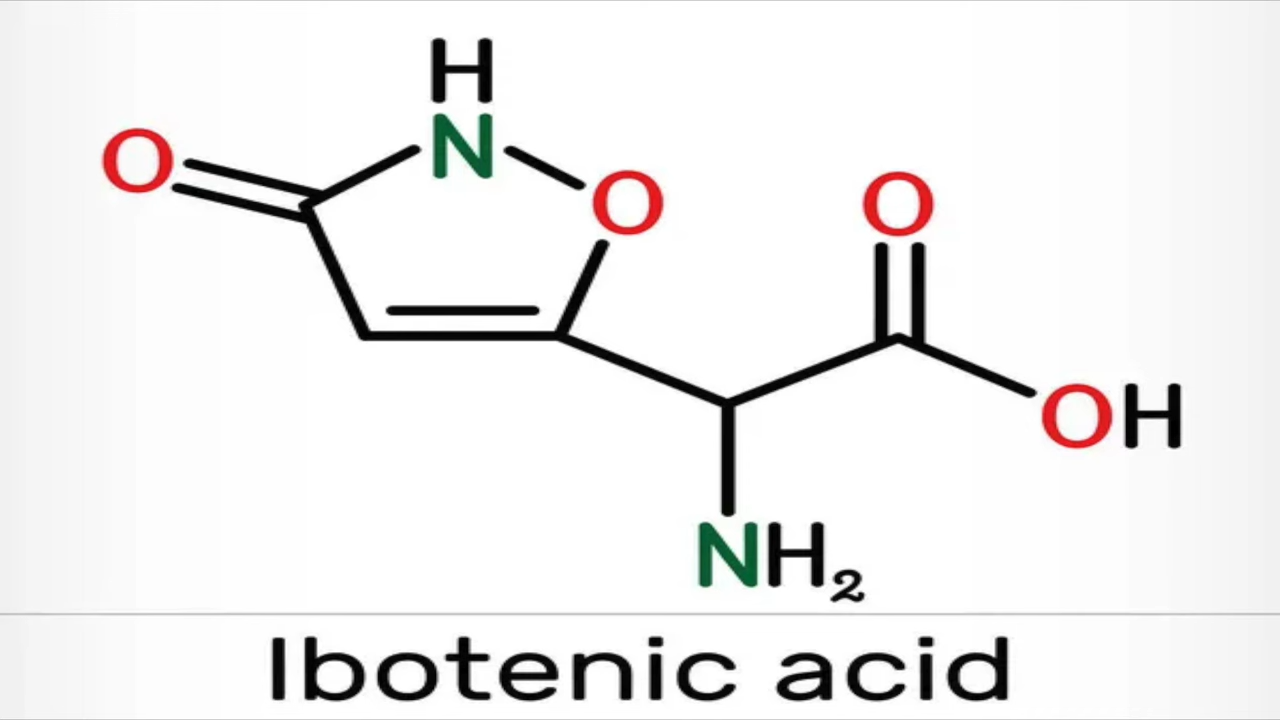 H
N
O
O
O
OH
NH₂
Ibotenic acid